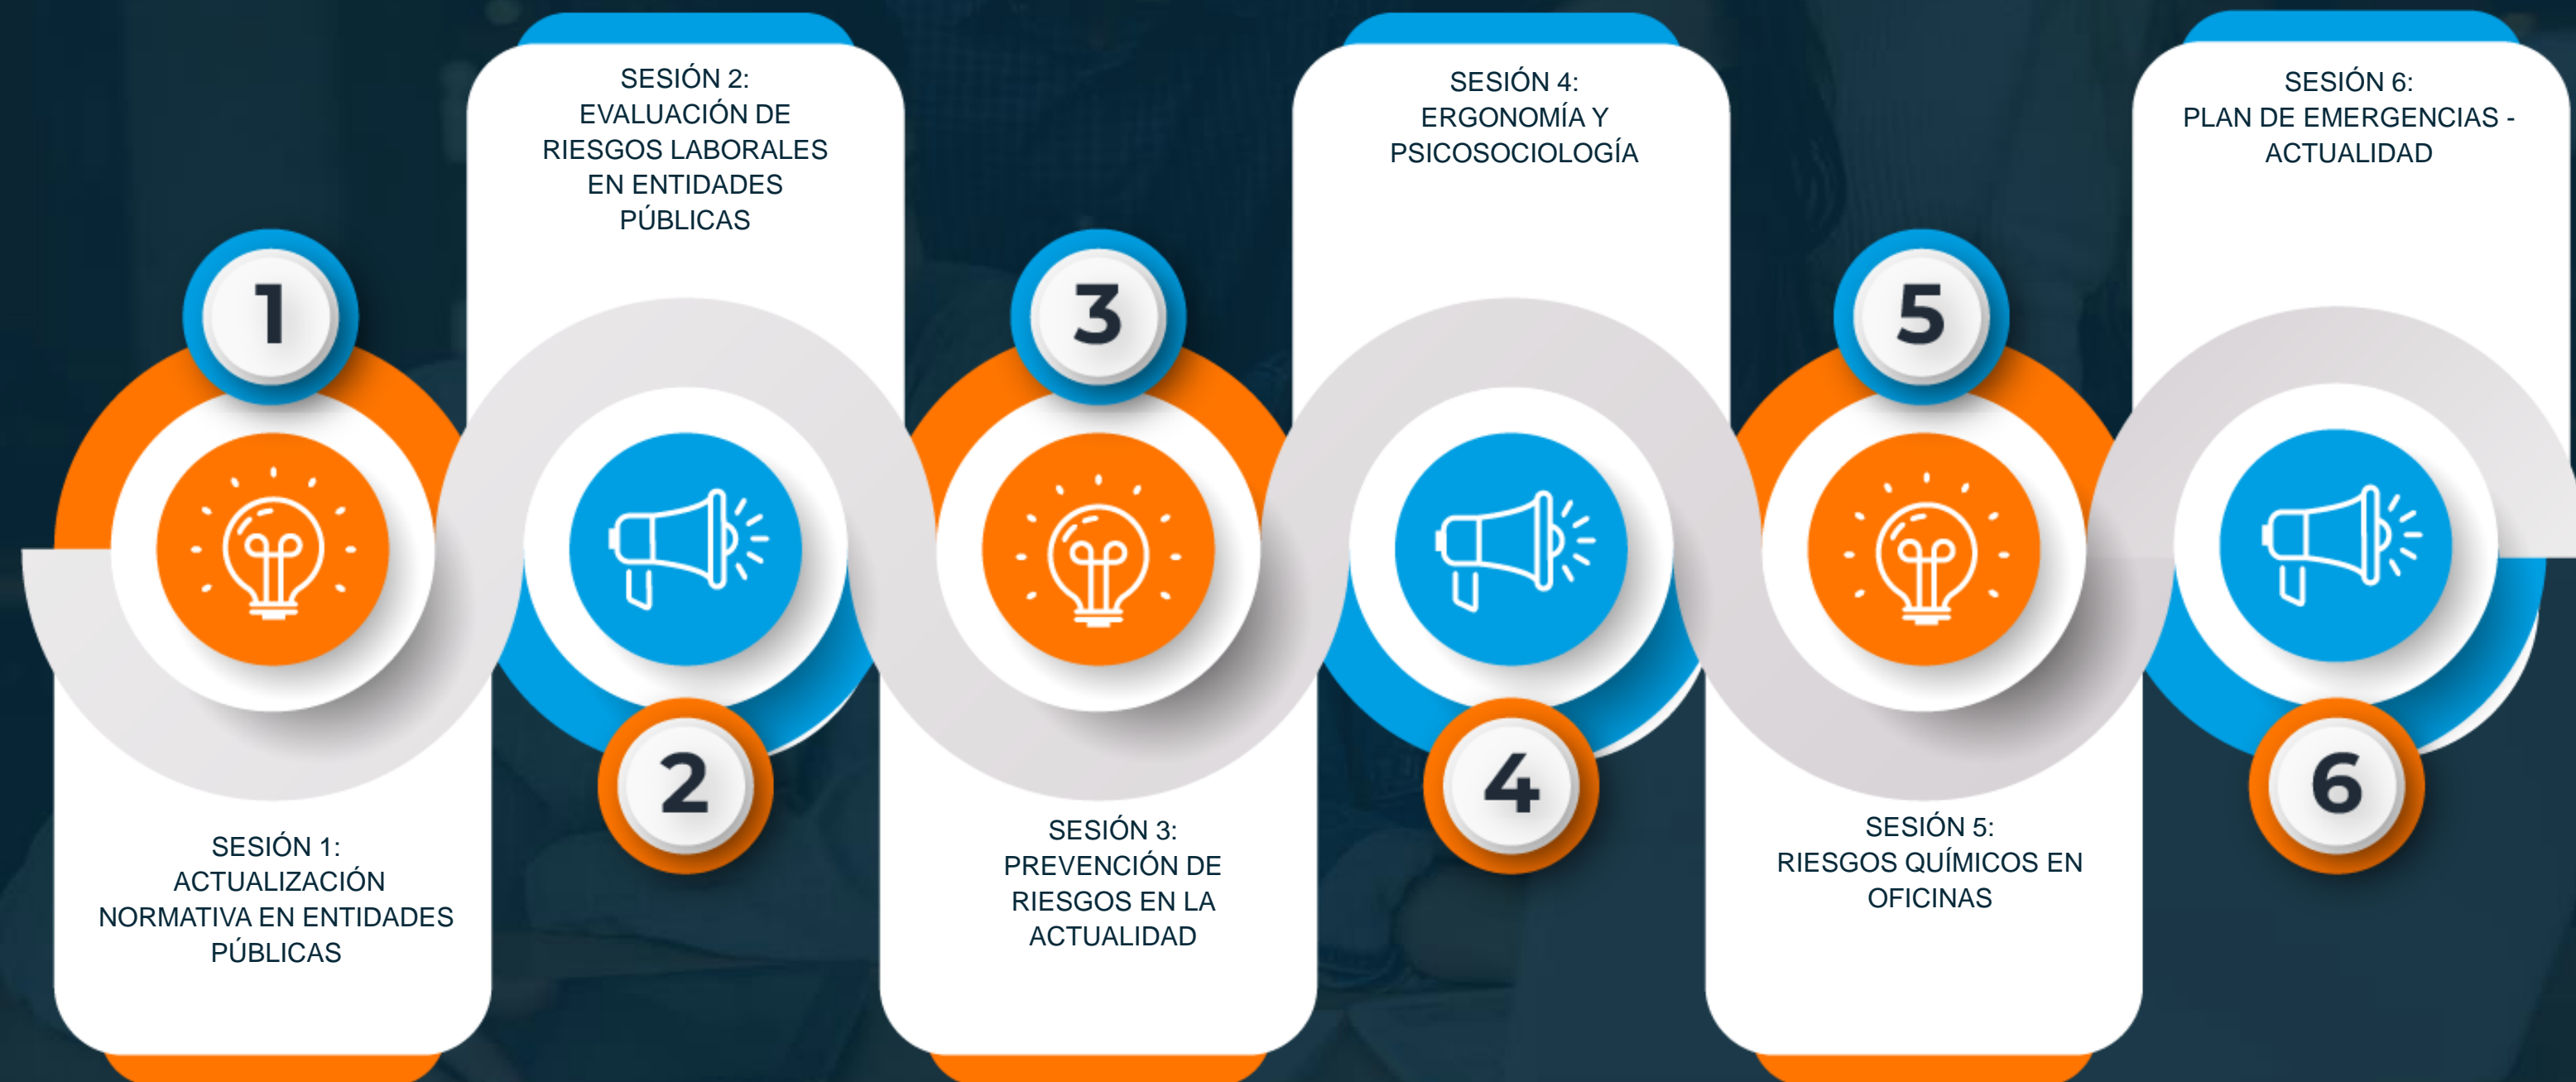 1
SESIÓN 1:
ACTUALIZACIÓN
NORMATIVA EN ENTIDADES
PÚBLICAS
SESIÓN 2:
EVALUACIÓN DE
RIESGOS LABORALES
EN ENTIDADES
PÚBLICAS
2
3
SESIÓN 3:
PREVENCIÓN DE
RIESGOS EN LA
ACTUALIDAD
SESIÓN 4:
ERGONOMÍA Y
PSICOSOCIOLOGÍA
4
5
SESIÓN 5:
RIESGOS QUÍMICOS EN
OFICINAS
SESIÓN 6:
PLAN DE EMERGENCIAS -
ACTUALIDAD
6